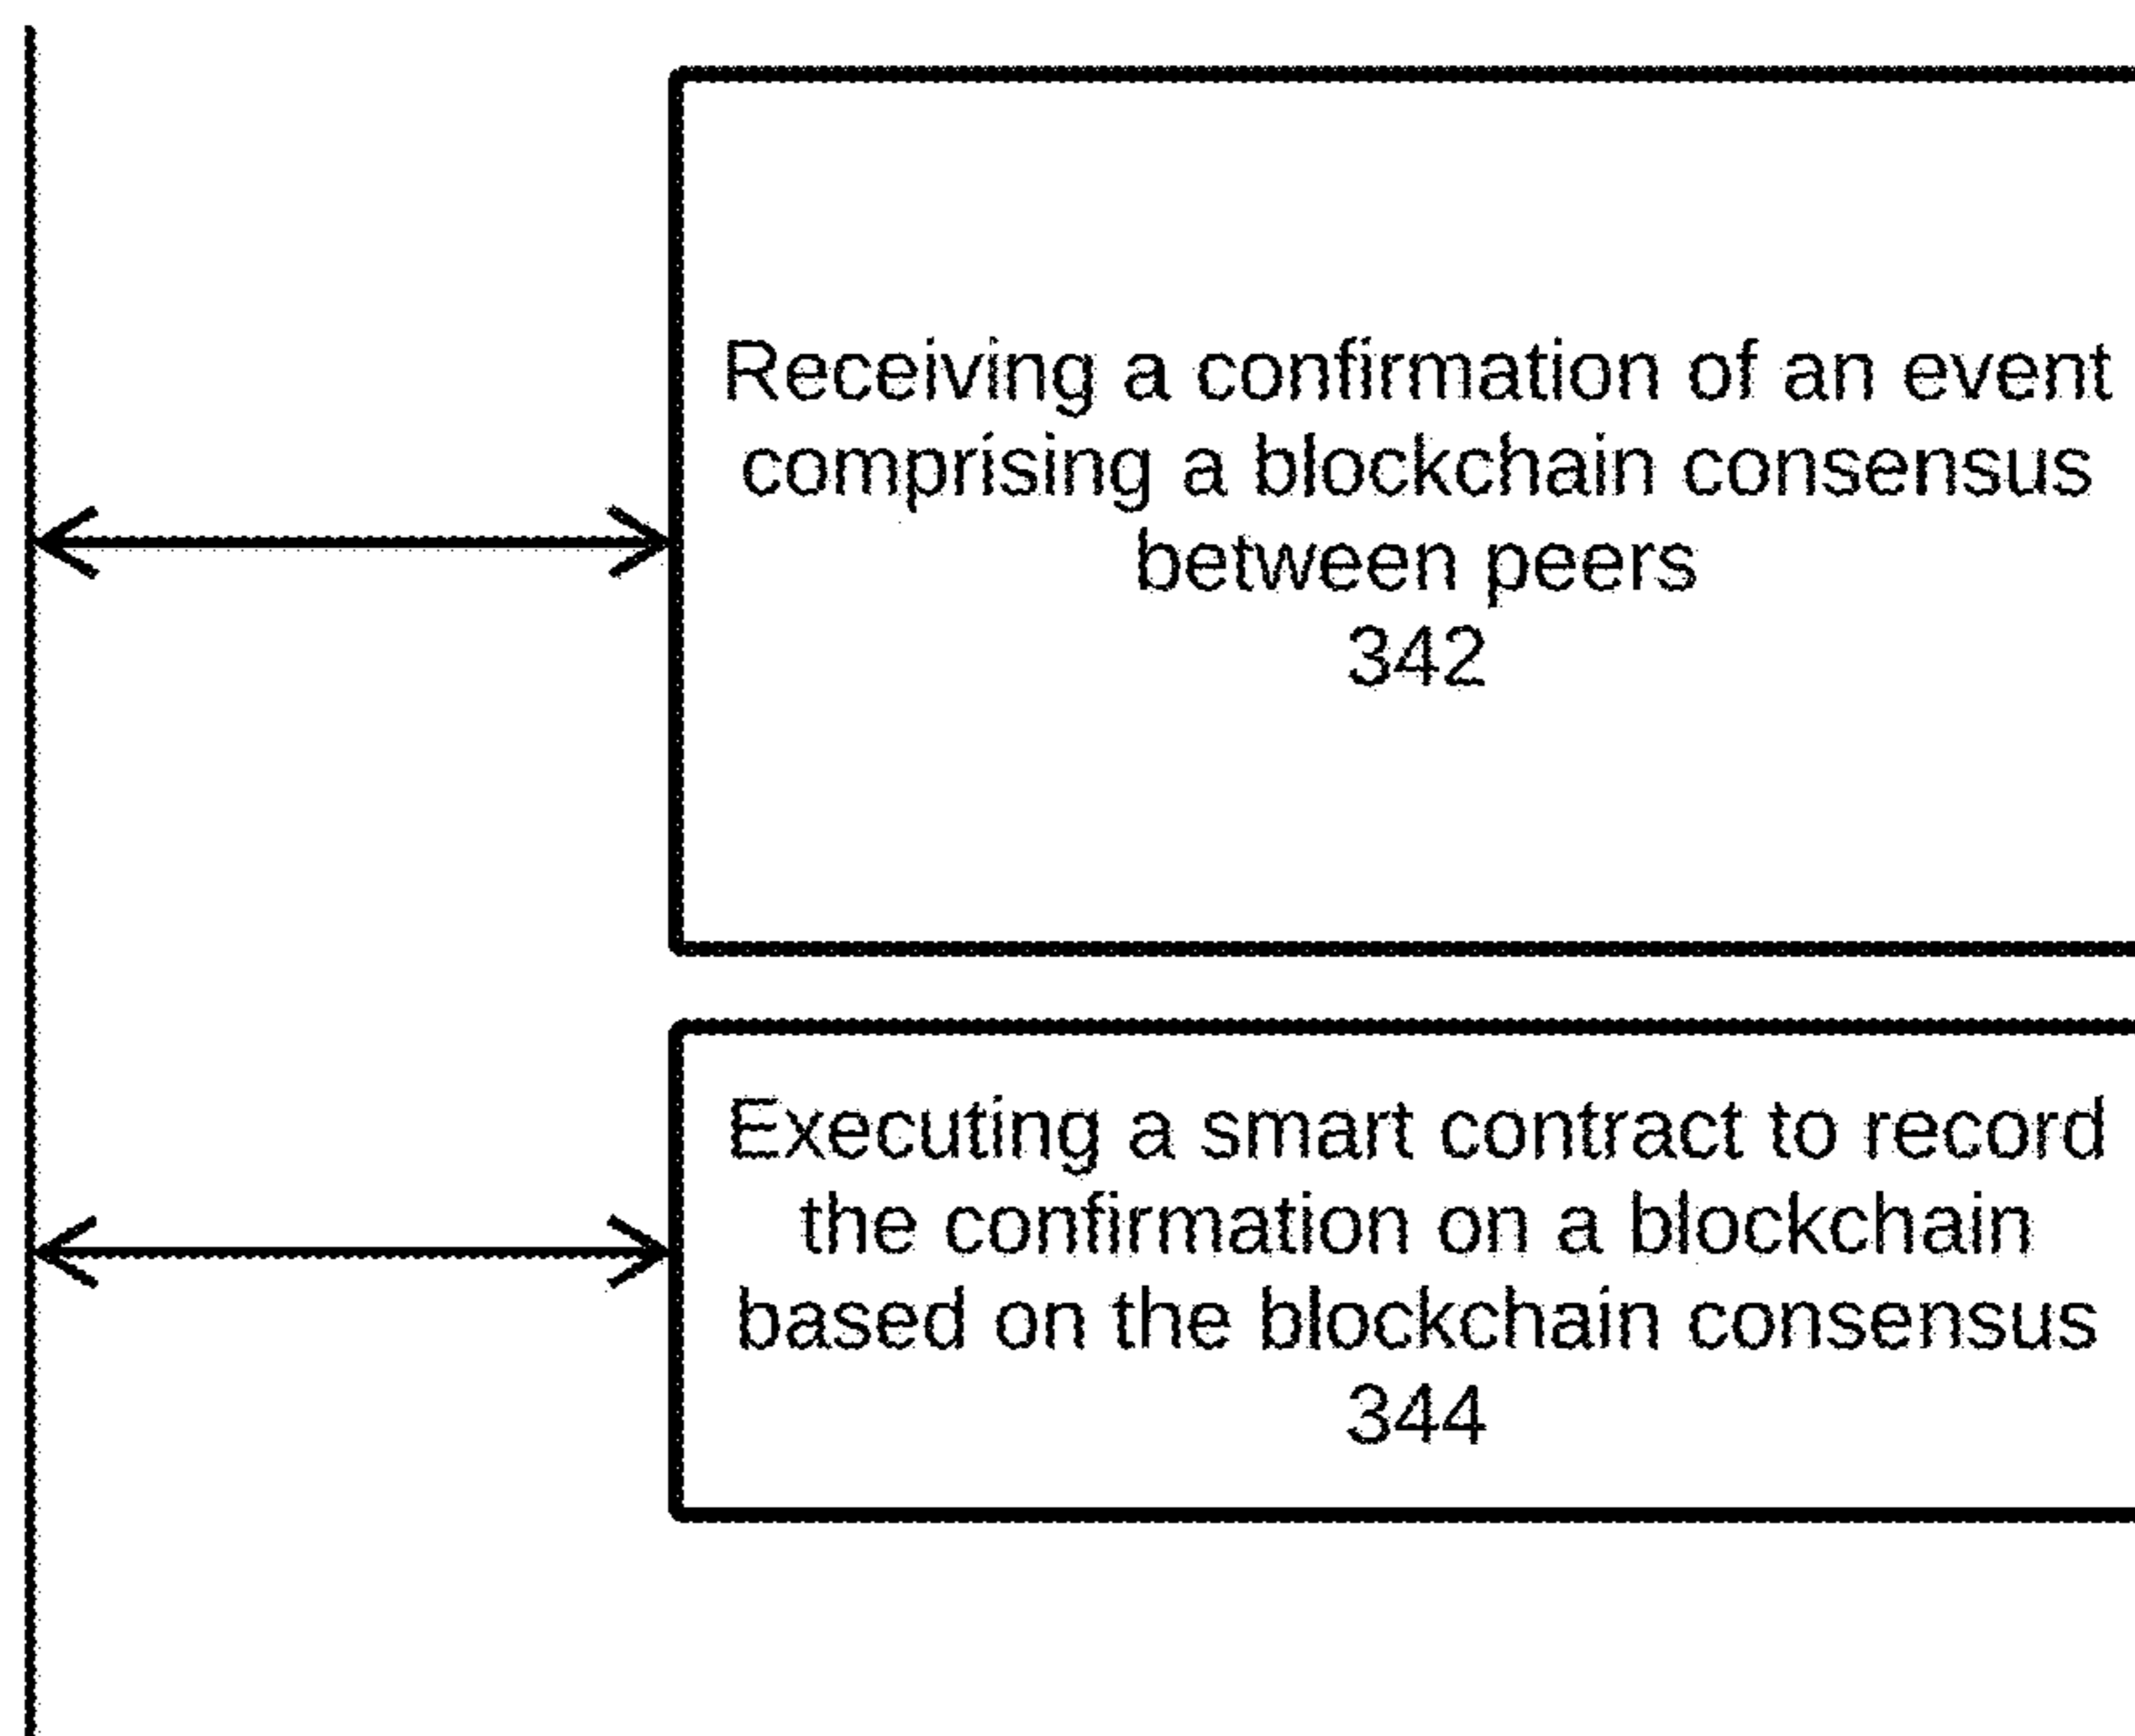 Receiving a confirmation of an event
comprising a blockchain consensus
between peers
342
Executing a smart contract to record
the confirmation on a blockchain
based on the blockchain consensus
344